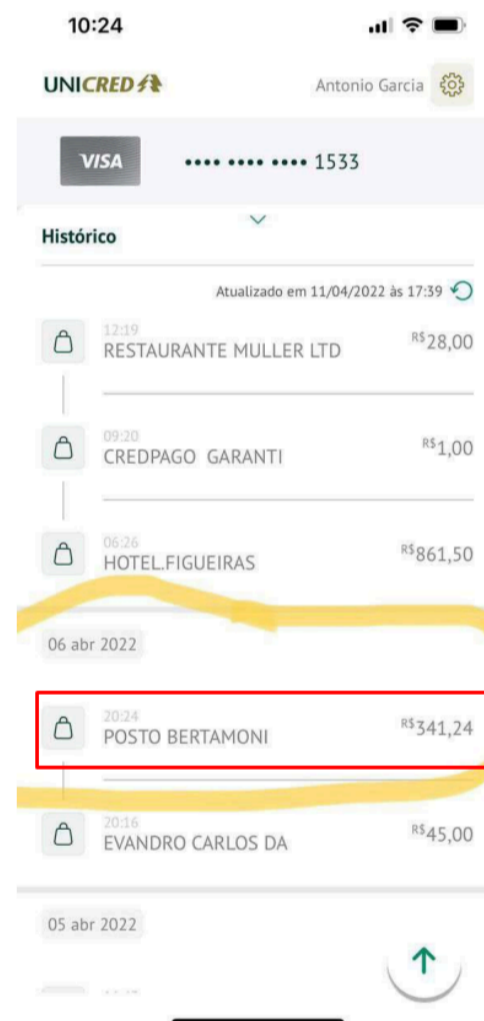 10:24
UNICRED Antonio Garcia
VISA •••• •••• •••• 1533
Histórico
Atualizado em 11/04/2022 às 17:39
12:19
RESTAURANTE MULLER LTD R$28,00
09:20
CREDPAGO GARANTI R$1,00
06:26
HOTEL.FIGUEIRAS R$861,50
06 abr 2022
20:24
POSTO BERTAMONI R$341,24
20:16
EVANDRO CARLOS DA R$45,00
05 abr 2022